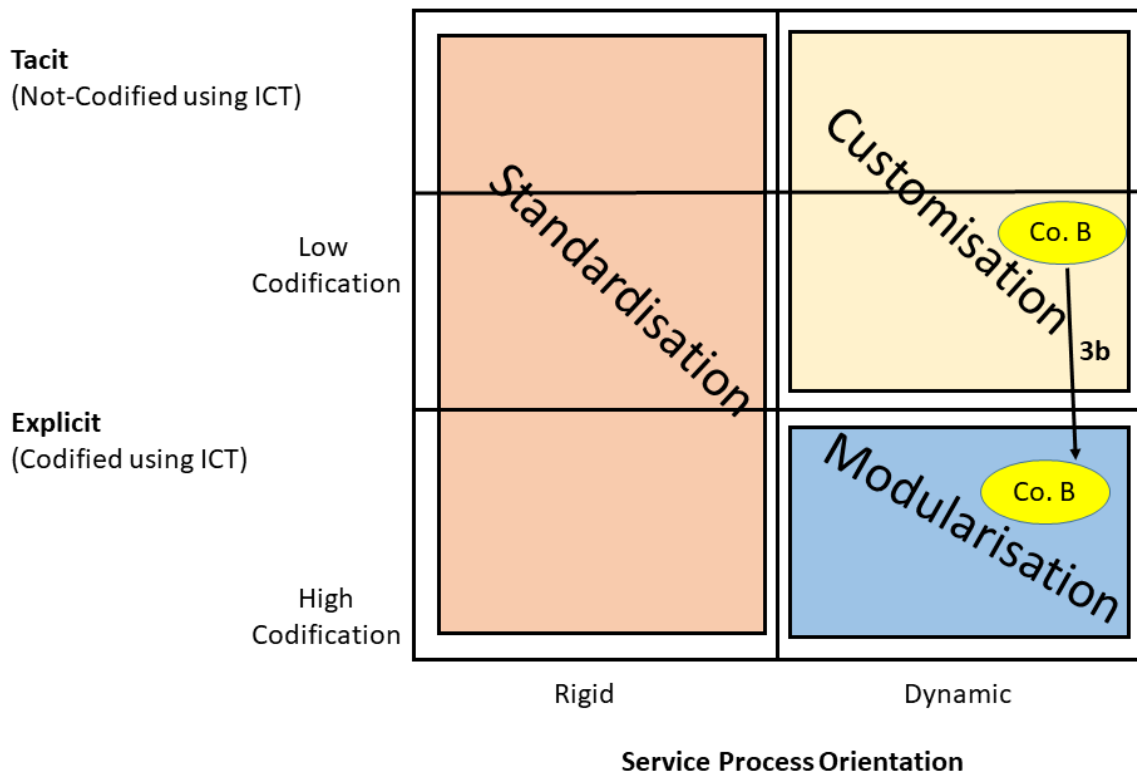 Tacit
(Not-Codified using ICT)
Standardisation
Customisation
Low
Codification
Co. B
3b
Explicit
(Codified using ICT)
Modularisation
Co. B
High
Codification
Rigid
Dynamic
Service Process Orientation